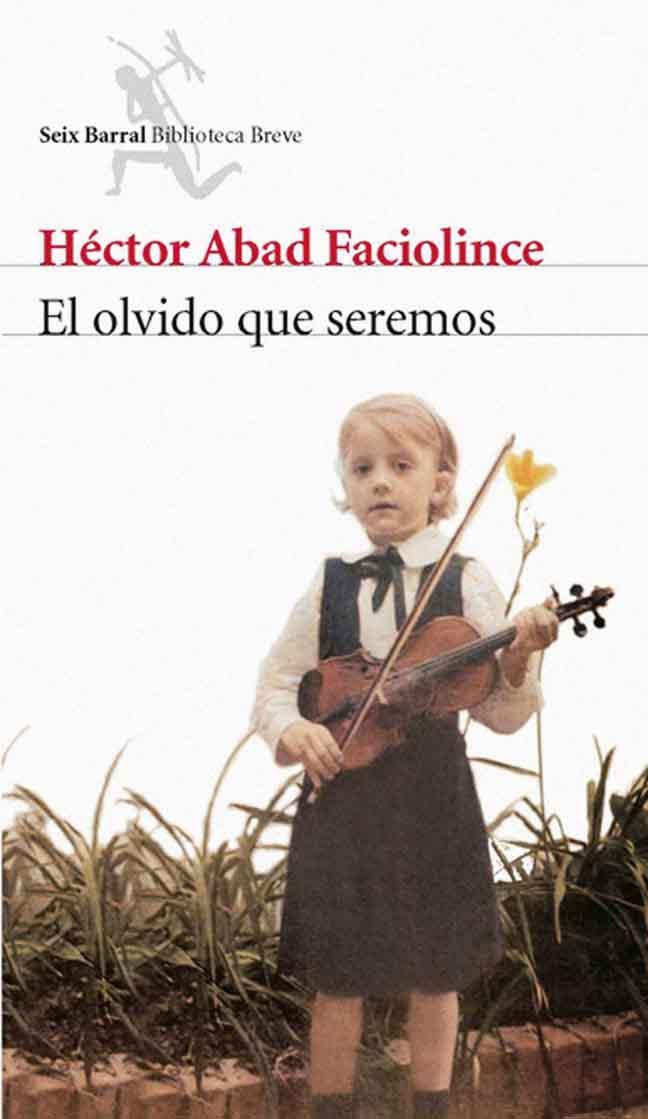 Seix Barral Biblioteca Breve
Héctor Abad Faciolince
El olvido que seremos